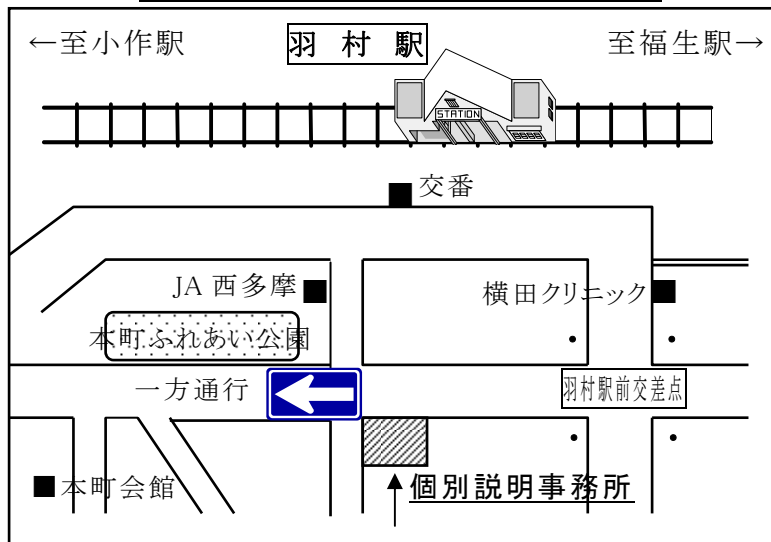 ←至小作駅
羽村駅
至福生駅→
STATION
交番
JA西多摩
横田クリニック
本町ふれあい公園
一方通行
羽村駅前交差点
本町会館
個別説明事務所